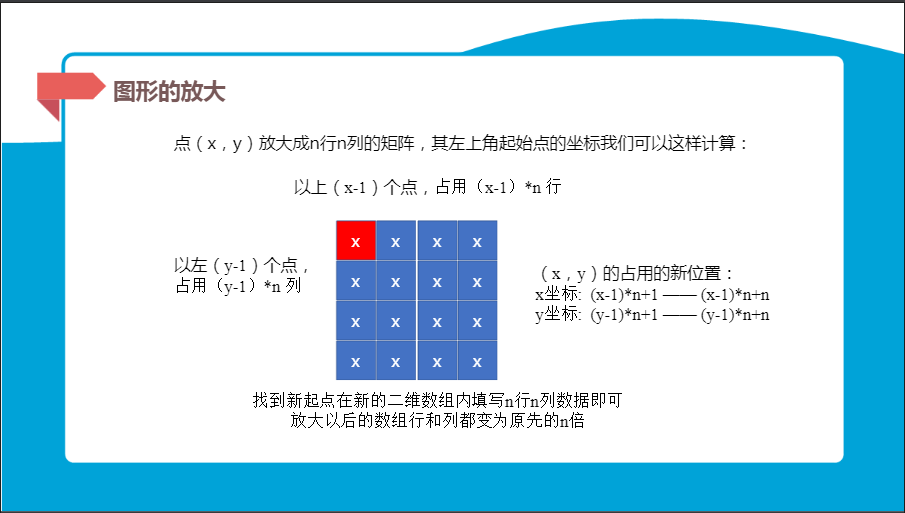 图形的放大
点（x，y）放大成n行n列的矩阵，其左上角起始点的坐标我们可以这样计算：
以上（x-1）个点，占用（x-1）*n 行
以左（y-1）个点，
占用（y-1）*n 列
x x x x
x x x x
x x x x
x x x x
（x，y）的占用的新位置：
x坐标: (x-1)*n+1 —— (x-1)*n+n
y坐标: (y-1)*n+1 —— (y-1)*n+n
找到新起点在新的二维数组内填写n行n列数据即可
放大以后的数组行和列都变为原先的n倍